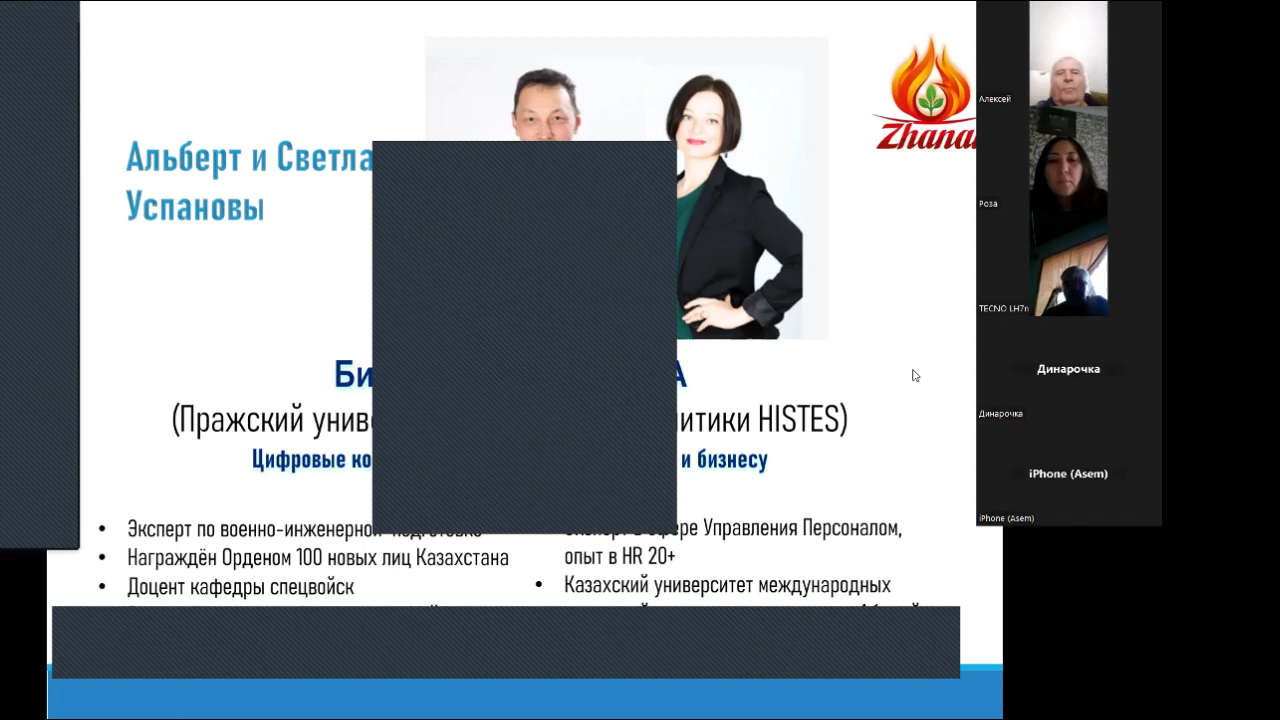 Альберт и Светла
Успановы
Zhana
Би
А
(Пражский униве
итики HISTES)
Цифровые ко
и бизнесу
• Эксперт по военно-инженерной подготовке
• Награждён Орденом 100 новых лиц Казахстана
• Доцент кафедры спецвойск
Эксперт в сфере Управления Персоналом,
опыт в HR 20+
• Казахский университет международных
Алексей
Роза
TECNO LH7n
Динарочка
Динарочка
iPhone (Asem)
iPhone (Asem)